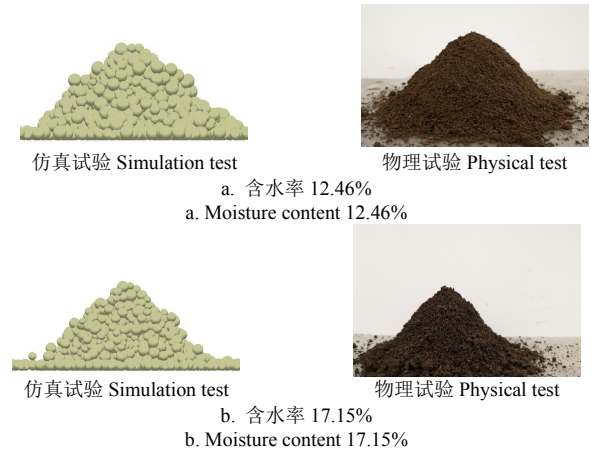 仿真试验 Simulation test
物理试验 Physical test
a. 含水率 12.46%
a. Moisture content 12.46%
仿真试验 Simulation test
物理试验 Physical test
b. 含水率 17.15%
b. Moisture content 17.15%